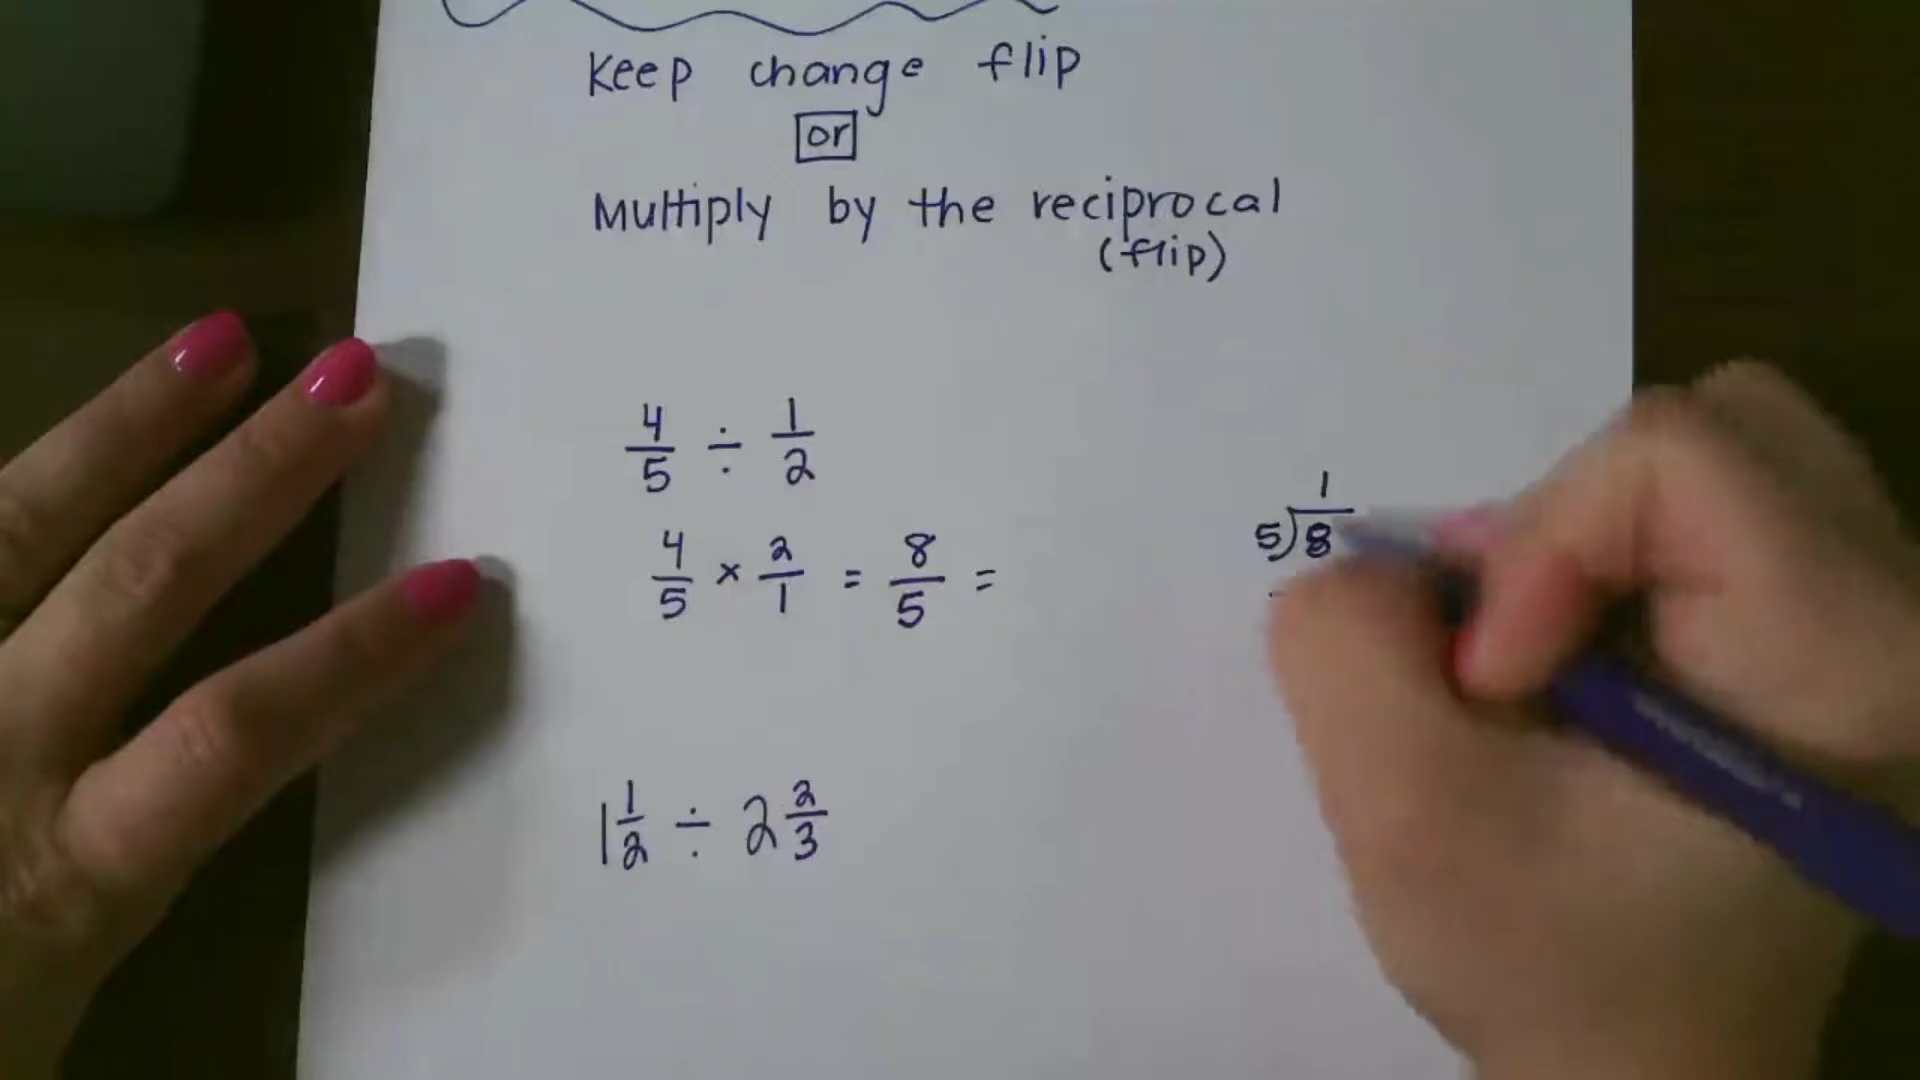 Keep change flip
or
Multiply by the reciprocal
(flip)
4/5 ÷ 1/2
4/5 × 2/1 = 8/5 =
1
5)8
1 1/2 ÷ 2 2/3